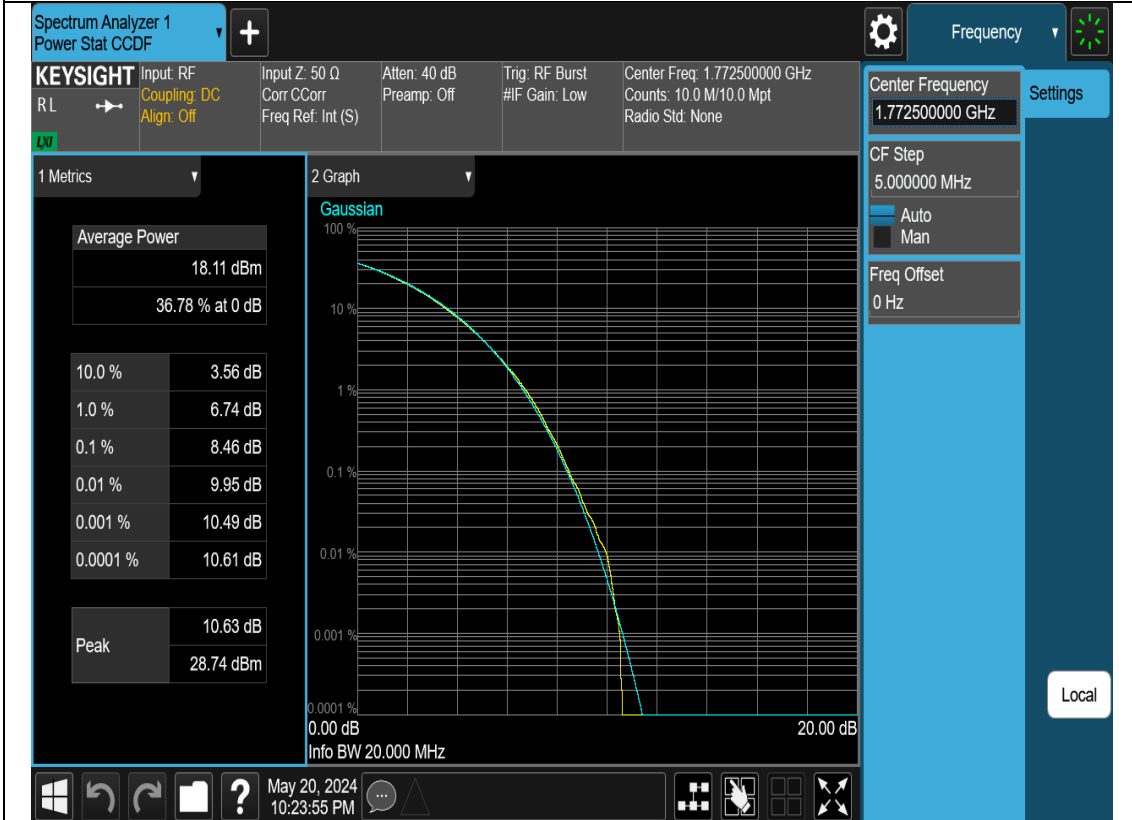 Spectrum Analyzer 1
Power Stat CCDF
+
Frequency
KEYSIGHT
RL
LXI
Input: RF
Coupling: DC
Align: Off
Input Z: 50 Ω
Corr CCorr
Freq Ref: Int (S)
Atten: 40 dB
Preamp: Off
Trig: RF Burst
#IF Gain: Low
Center Freq: 1.772500000 GHz
Counts: 10.0 M/10.0 Mpt
Radio Std: None
Center Frequency
1.772500000 GHz
Settings
CF Step
5.000000 MHz
Auto
Man
Freq Offset
0 Hz
1 Metrics
Average Power
18.11 dBm
36.78 % at 0 dB
10.0 % 3.56 dB
1.0 % 6.74 dB
0.1 % 8.46 dB
0.01 % 9.95 dB
0.001 % 10.49 dB
0.0001 % 10.61 dB
Peak
10.63 dB
28.74 dBm
2 Graph
Gaussian
100 %
10 %
1 %
0.1 %
0.01 %
0.001 %
0.0001 %
0.00 dB 20.00 dB
Info BW 20.000 MHz
Local
?
May 20, 2024
10:23:55 PM